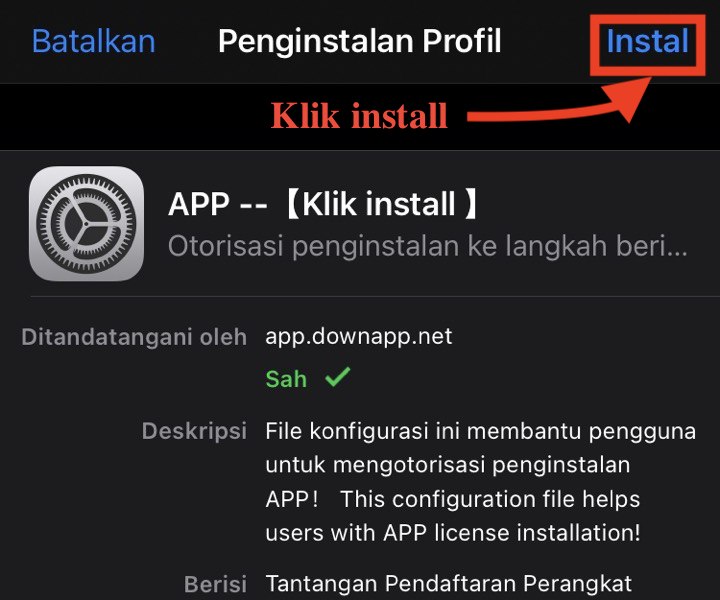 Batalkan Penginstalan Profil Instal
Klik install
APP --【Klik install 】
Otorisasi penginstalan ke langkah beri...
Ditandatangani oleh app.downapp.net
Sah ✓
Deskripsi File konfigurasi ini membantu pengguna
untuk mengotorisasi penginstalan
APP! This configuration file helps
users with APP license installation!
Berisi Tantangan Pendaftaran Perangkat